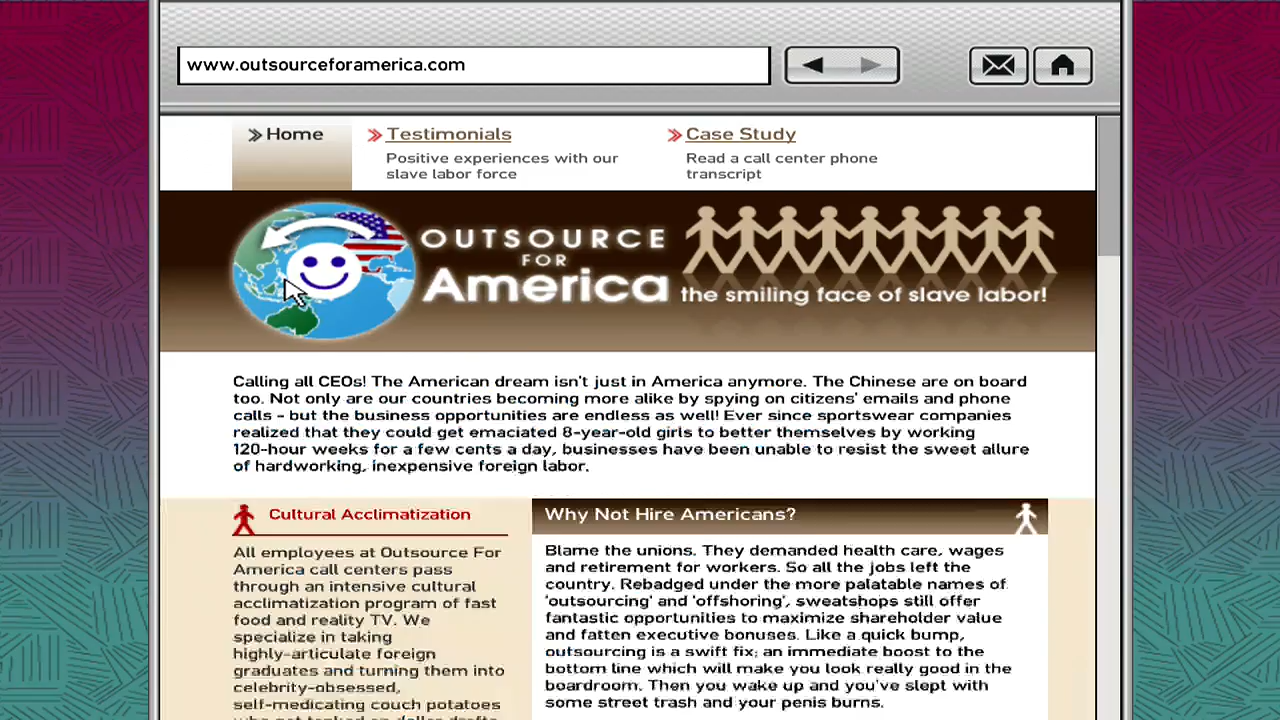 www.outsourceforamerica.com
Home
Testimonials
Positive experiences with our
slave labor force
Case Study
Read a call center phone
transcript
OUTSOURCE
FOR
America
the smiling face of slave labor!
Calling all CEOs! The American dream isn't just in America anymore. The Chinese are on board
too. Not only are our countries becoming more alike by spying on citizens' emails and phone
calls - but the business opportunities are endless as well! Ever since sportswear companies
realized that they could get emaciated 8-year-old girls to better themselves by working
120-hour weeks for a few cents a day, businesses have been unable to resist the sweet allure
of hardworking, inexpensive foreign labor.
Cultural Acclimatization
All employees at Outsource For
America call centers pass
through an intensive cultural
acclimatization program of fast
food and reality TV. We
specialize in taking
highly-articulate foreign
graduates and turning them into
celebrity-obsessed,
self-medicating couch potatoes
Why Not Hire Americans?
Blame the unions. They demanded health care, wages
and retirement for workers. So all the jobs left the
country. Rebadged under the more palatable names of
'outsourcing' and 'offshoring', sweatshops still offer
fantastic opportunities to maximize shareholder value
and fatten executive bonuses. Like a quick bump,
outsourcing is a swift fix; an immediate boost to the
bottom line which will make you look really good in the
boardroom. Then you wake up and you've slept with
some street trash and your penis burns.